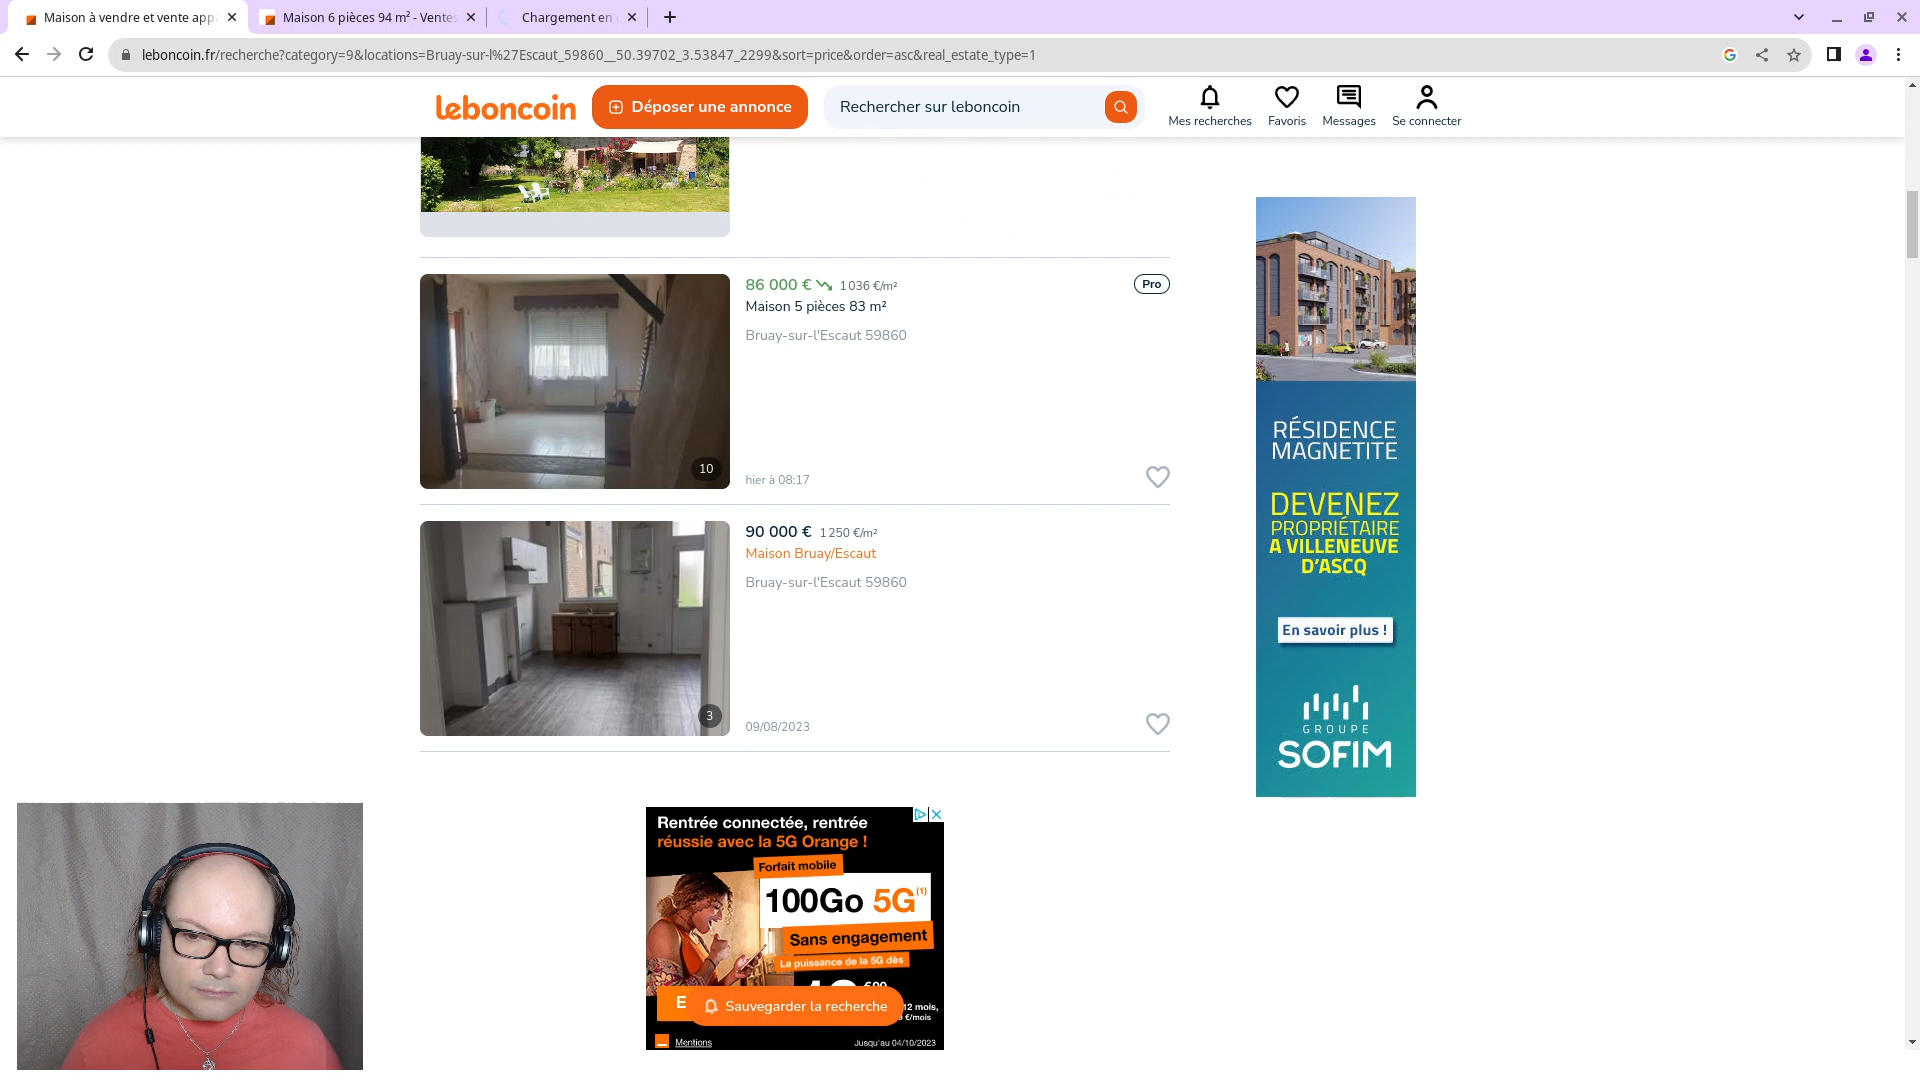 Maison à vendre et vente appa
Maison 6 pièces 94 m² - Ventes
Chargement en
leboncoin.fr/recherche?category=9&locations=Bruay-sur-l%27Escaut_59860__50.39702_3.53847_2299&sort=price&order=asc&real_estate_type=1
leboncoin
Déposer une annonce
Rechercher sur leboncoin
Mes recherches
Favoris
Messages
Se connecter
86 000 € 1 036 €/m²
Pro
Maison 5 pièces 83 m²
Bruay-sur-l'Escaut 59860
10
hier à 08:17
90 000 € 1 250 €/m²
Maison Bruay/Escaut
Bruay-sur-l'Escaut 59860
3
09/08/2023
RÉSIDENCE
MAGNETITE
DEVENEZ
PROPRIÉTAIRE
A VILLENEUVE
D'ASCQ
En savoir plus !
GROUPE
SOFIM
Rentrée connectée, rentrée
réussie avec la 5G Orange !
Forfait mobile
100Go 5G(1)
Sans engagement
La puissance de la 5G dès
E
Sauvegarder la recherche
12 mois,
€/mois
Mentions
Jusqu'au 04/10/2023